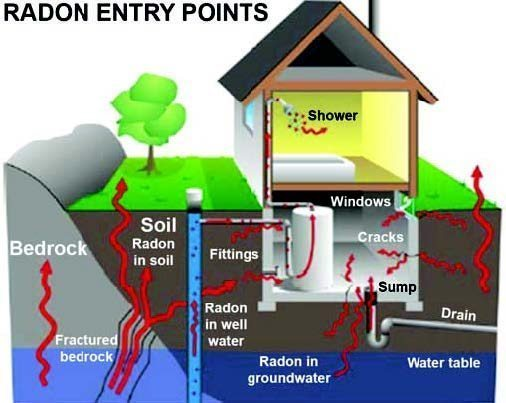 RADON ENTRY POINTS
Shower
Windows
Soil
Radon
in soil
Bedrock
Cracks
Fittings
Sump
Drain
Radon
in well
water
Fractured
bedrock
Radon in
groundwater
Water table